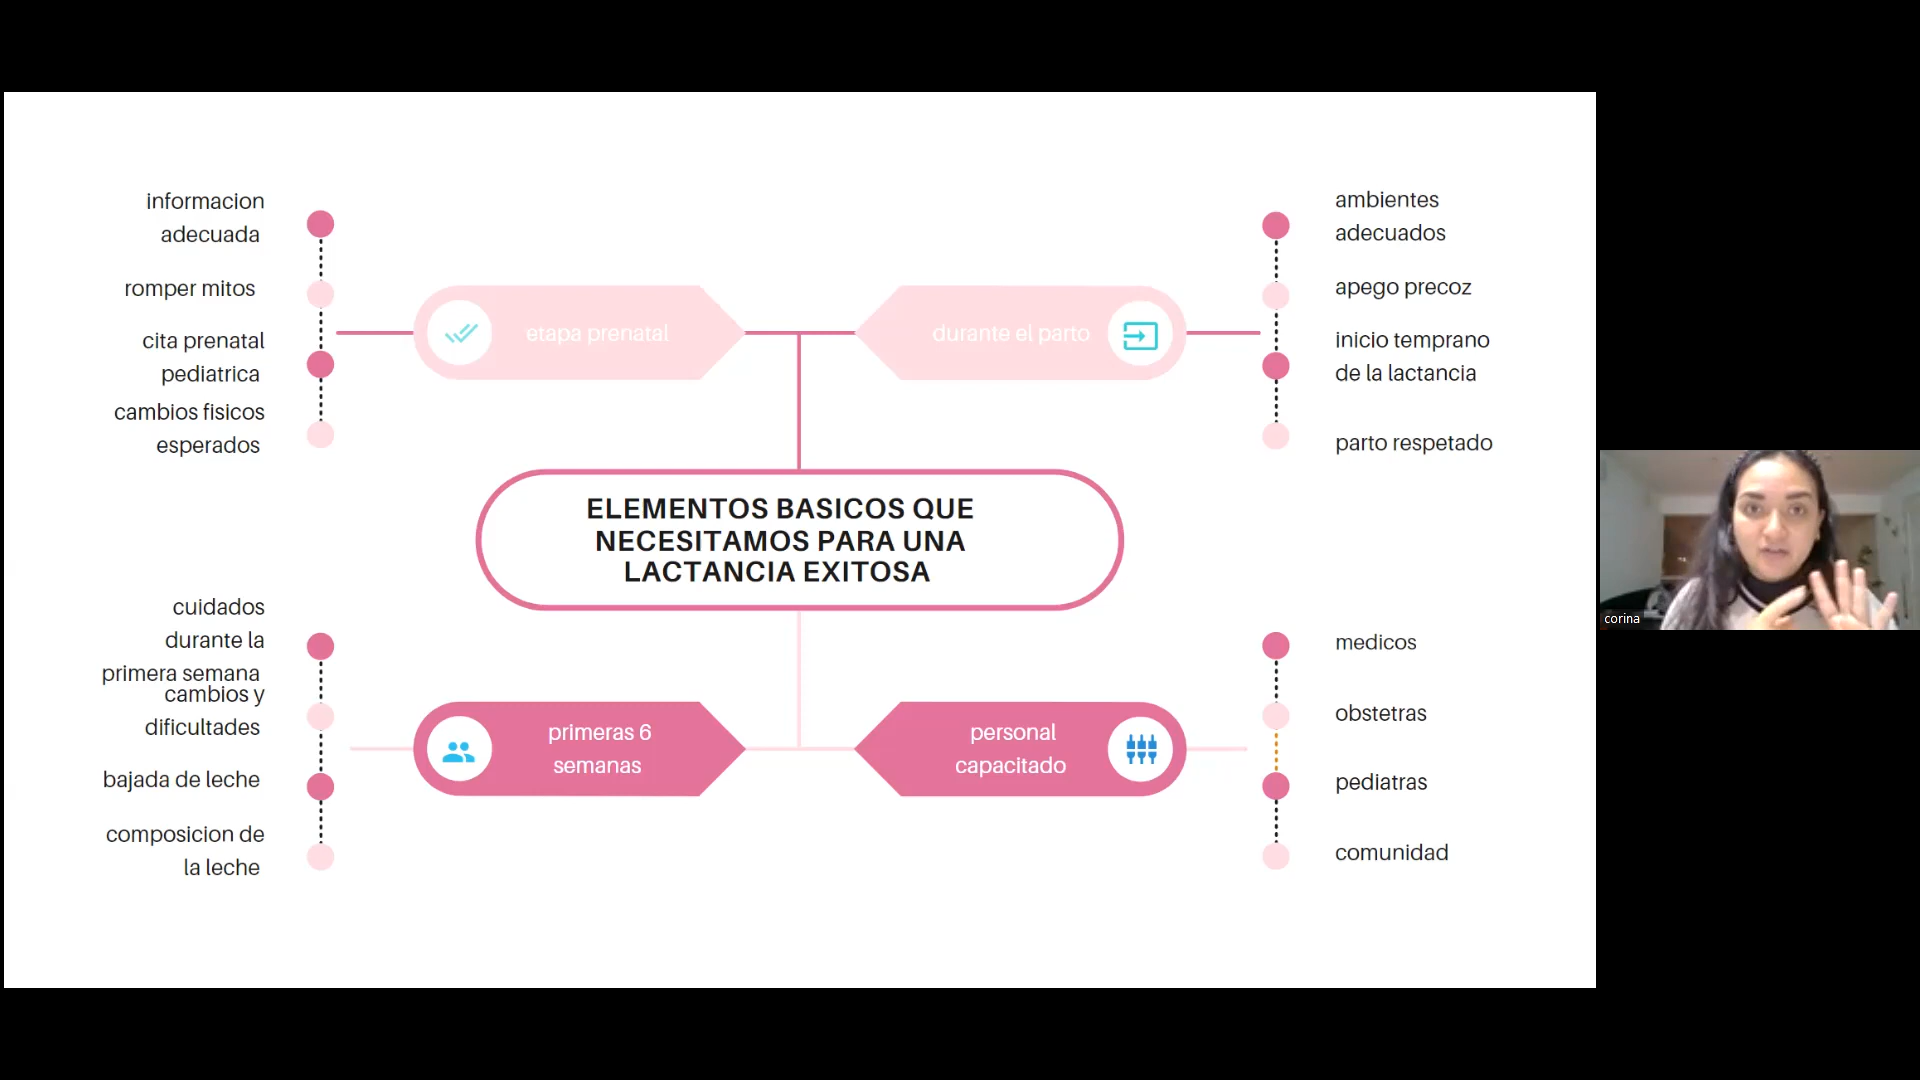 informacion
adecuada
romper mitos
cita prenatal
pediatrica
cambios fisicos
esperados
etapa prenatal
durante el parto
ambientes
adecuados
apego precoz
inicio temprano
de la lactancia
parto respetado
ELEMENTOS BASICOS QUE
NECESITAMOS PARA UNA
LACTANCIA EXITOSA
cuidados
durante la
primera semana
cambios y
dificultades
bajada de leche
composicion de
la leche
primeras 6
semanas
personal
capacitado
medicos
obstetras
pediatras
comunidad
corina